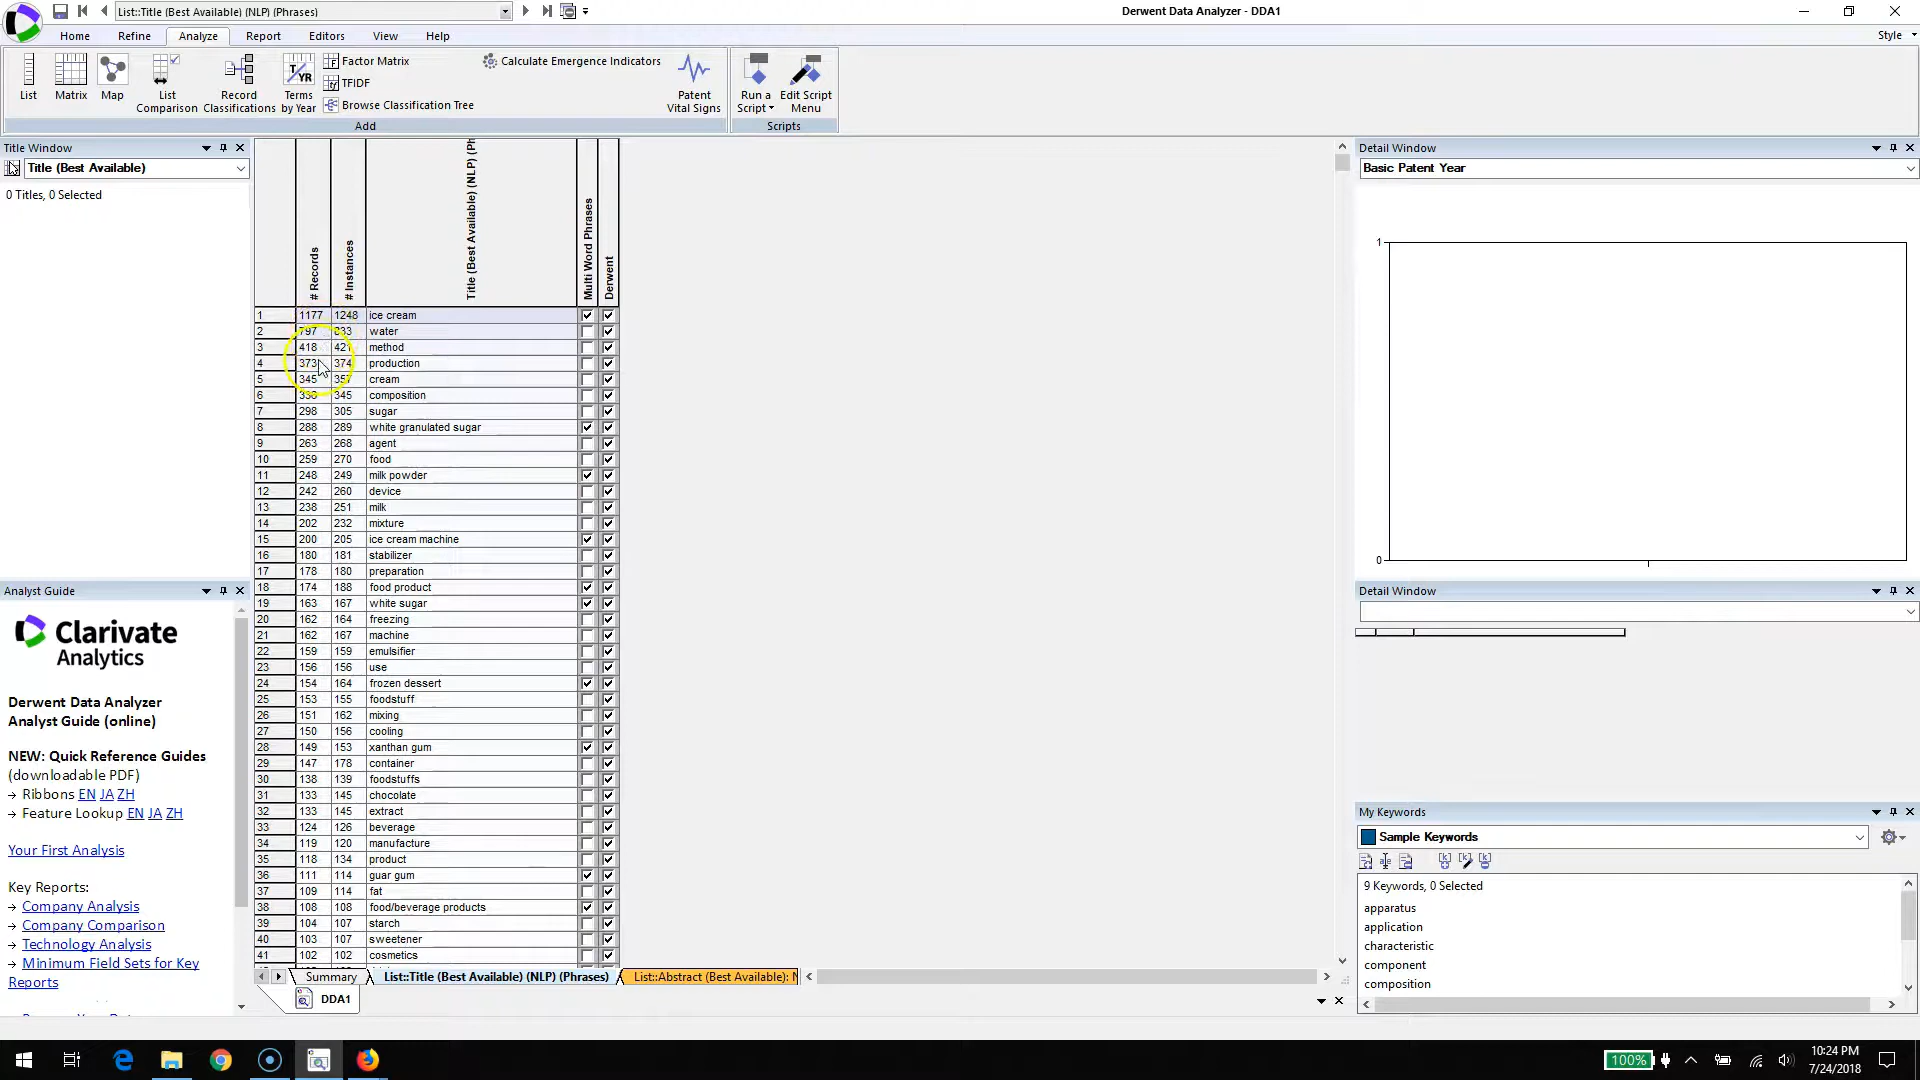 List::Title (Best Available) (NLP) (Phrases)
Derwent Data Analyzer - DDA1
Home Refine Analyze Report Editors View Help
Style
List
Matrix
Map
List Comparison
Record Classifications
T/YR
Terms by Year
Factor Matrix
TFIDF
Browse Classification Tree
Calculate Emergence Indicators
Patent Vital Signs
Run a Script
Edit Script Menu
Add
Scripts
Title Window
Title (Best Available)
0 Titles, 0 Selected
Analyst Guide
Clarivate
Analytics
Derwent Data Analyzer
Analyst Guide (online)
NEW: Quick Reference Guides
(downloadable PDF)
→ Ribbons EN JA ZH
→ Feature Lookup EN JA ZH
Your First Analysis
Key Reports:
→ Company Analysis
→ Company Comparison
→ Technology Analysis
→ Minimum Field Sets for Key
Reports
# Records # Instances Title (Best Available) (NLP) (Ph Multi Word Phrases Derwent
1 1177 1248 ice cream
2 797 833 water
3 418 421 method
4 373 374 production
5 345 357 cream
6 345 composition
7 298 305 sugar
8 288 289 white granulated sugar
9 263 268 agent
10 259 270 food
11 248 249 milk powder
12 242 260 device
13 238 251 milk
14 202 232 mixture
15 200 205 ice cream machine
16 180 181 stabilizer
17 178 180 preparation
18 174 188 food product
19 163 167 white sugar
20 162 164 freezing
21 162 167 machine
22 159 159 emulsifier
23 156 156 use
24 154 164 frozen dessert
25 153 155 foodstuff
26 151 162 mixing
27 150 156 cooling
28 149 153 xanthan gum
29 147 178 container
30 138 139 foodstuffs
31 133 145 chocolate
32 133 145 extract
33 124 126 beverage
34 119 120 manufacture
35 118 134 product
36 111 114 guar gum
37 109 114 fat
38 108 108 food/beverage products
39 104 107 starch
40 103 107 sweetener
41 102 102 cosmetics
Summary
List::Title (Best Available) (NLP) (Phrases)
List::Abstract (Best Available):
DDA1
Detail Window
Basic Patent Year
1
0
Detail Window
My Keywords
Sample Keywords
9 Keywords, 0 Selected
apparatus
application
characteristic
component
composition
100%
10:24 PM
7/24/2018